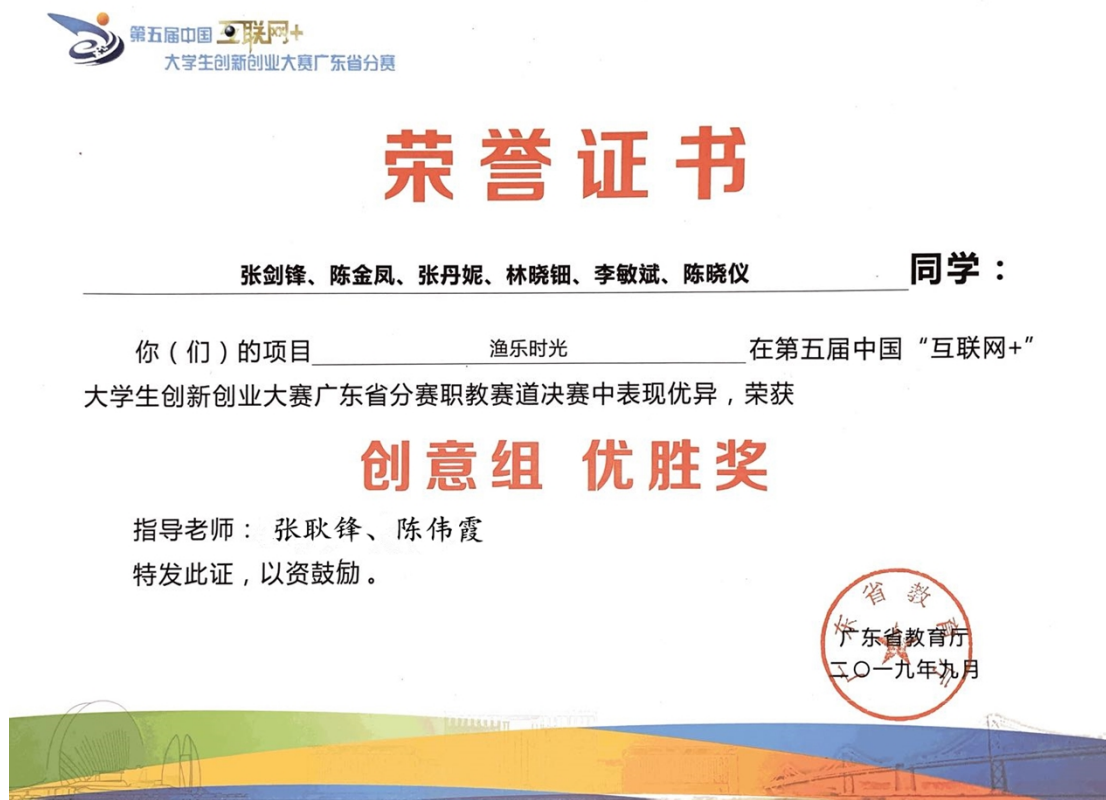 第五届中国互联网+
大学生创新创业大赛广东省分赛
荣誉证书
张剑锋、陈金凤、张丹妮、林晓钿、李敏斌、陈晓仪 同学：
你（们）的项目 渔乐时光 在第五届中国“互联网+”
大学生创新创业大赛广东省分赛职教赛道决赛中表现优异，荣获
创意组 优胜奖
指导老师： 张耿锋、陈伟霞
特发此证，以资鼓励。
广东省教育厅
广东省教育厅
二〇一九年九月